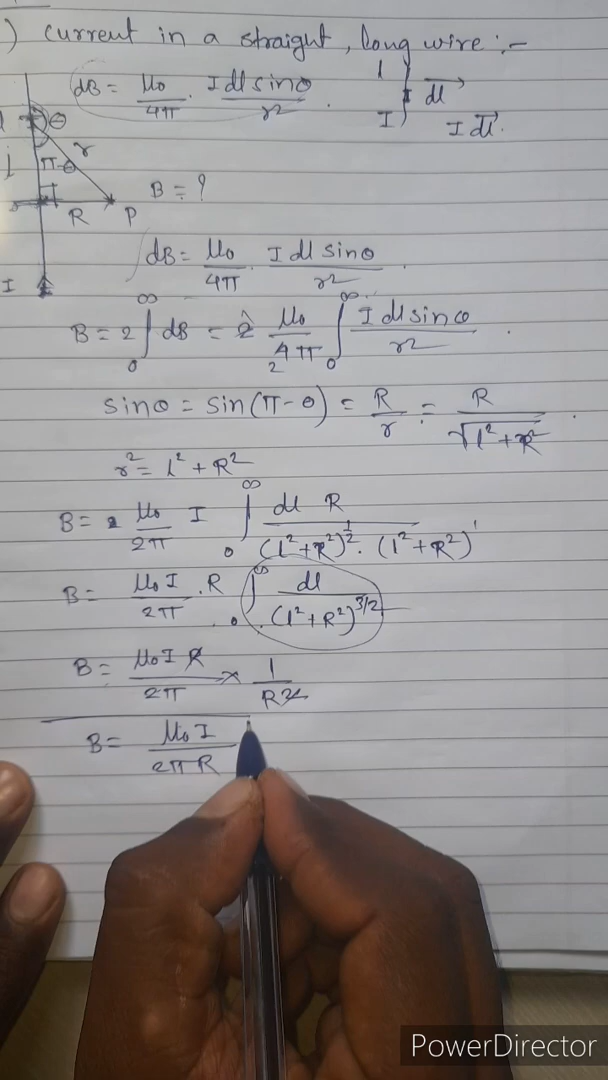 ) Current in a straight, long wire :-
dB = μ₀/4π · I dl sinθ / r² .
l
I
dl
I dl .
l
θ
r
π-θ
R P
I
B = ?
dB = μ₀/4π · I dl sinθ / r² .
B = 2 ∫₀^∞ dB = 2 μ₀/4π ∫₀^∞ I dl sinθ / r² .
2
sinθ = sin(π - θ) = R/r = R/√(l² + R²) .
r² = l² + R²
B = μ₀/2π I ∫₀^∞ dl R / (l² + R²)^½ · (l² + R²)^1
B = μ₀ I/2π · R ∫₀^∞ dl / (l² + R²)^3/2
B = μ₀ I R/2π × 1/R²
B = μ₀ I/2π R
PowerDirector